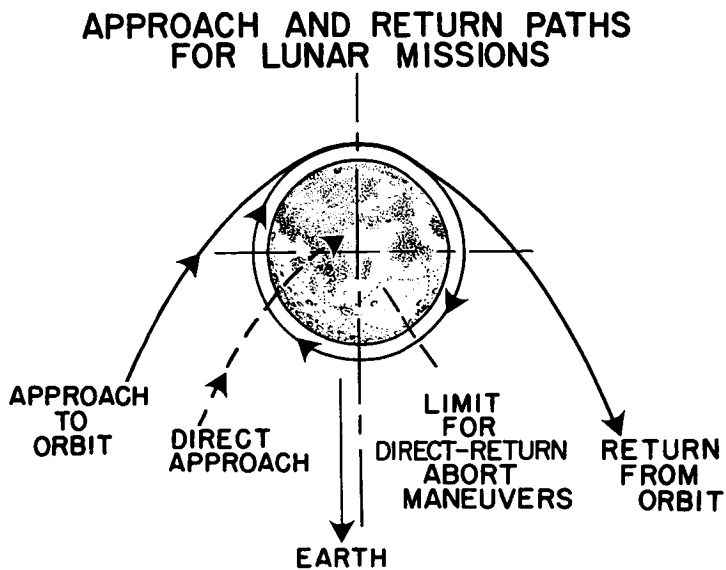 APPROACH AND RETURN PATHS
FOR LUNAR MISSIONS
APPROACH
TO
ORBIT
DIRECT
APPROACH
LIMIT
FOR
DIRECT-RETURN
ABORT
MANEUVERS
RETURN
FROM
ORBIT
EARTH